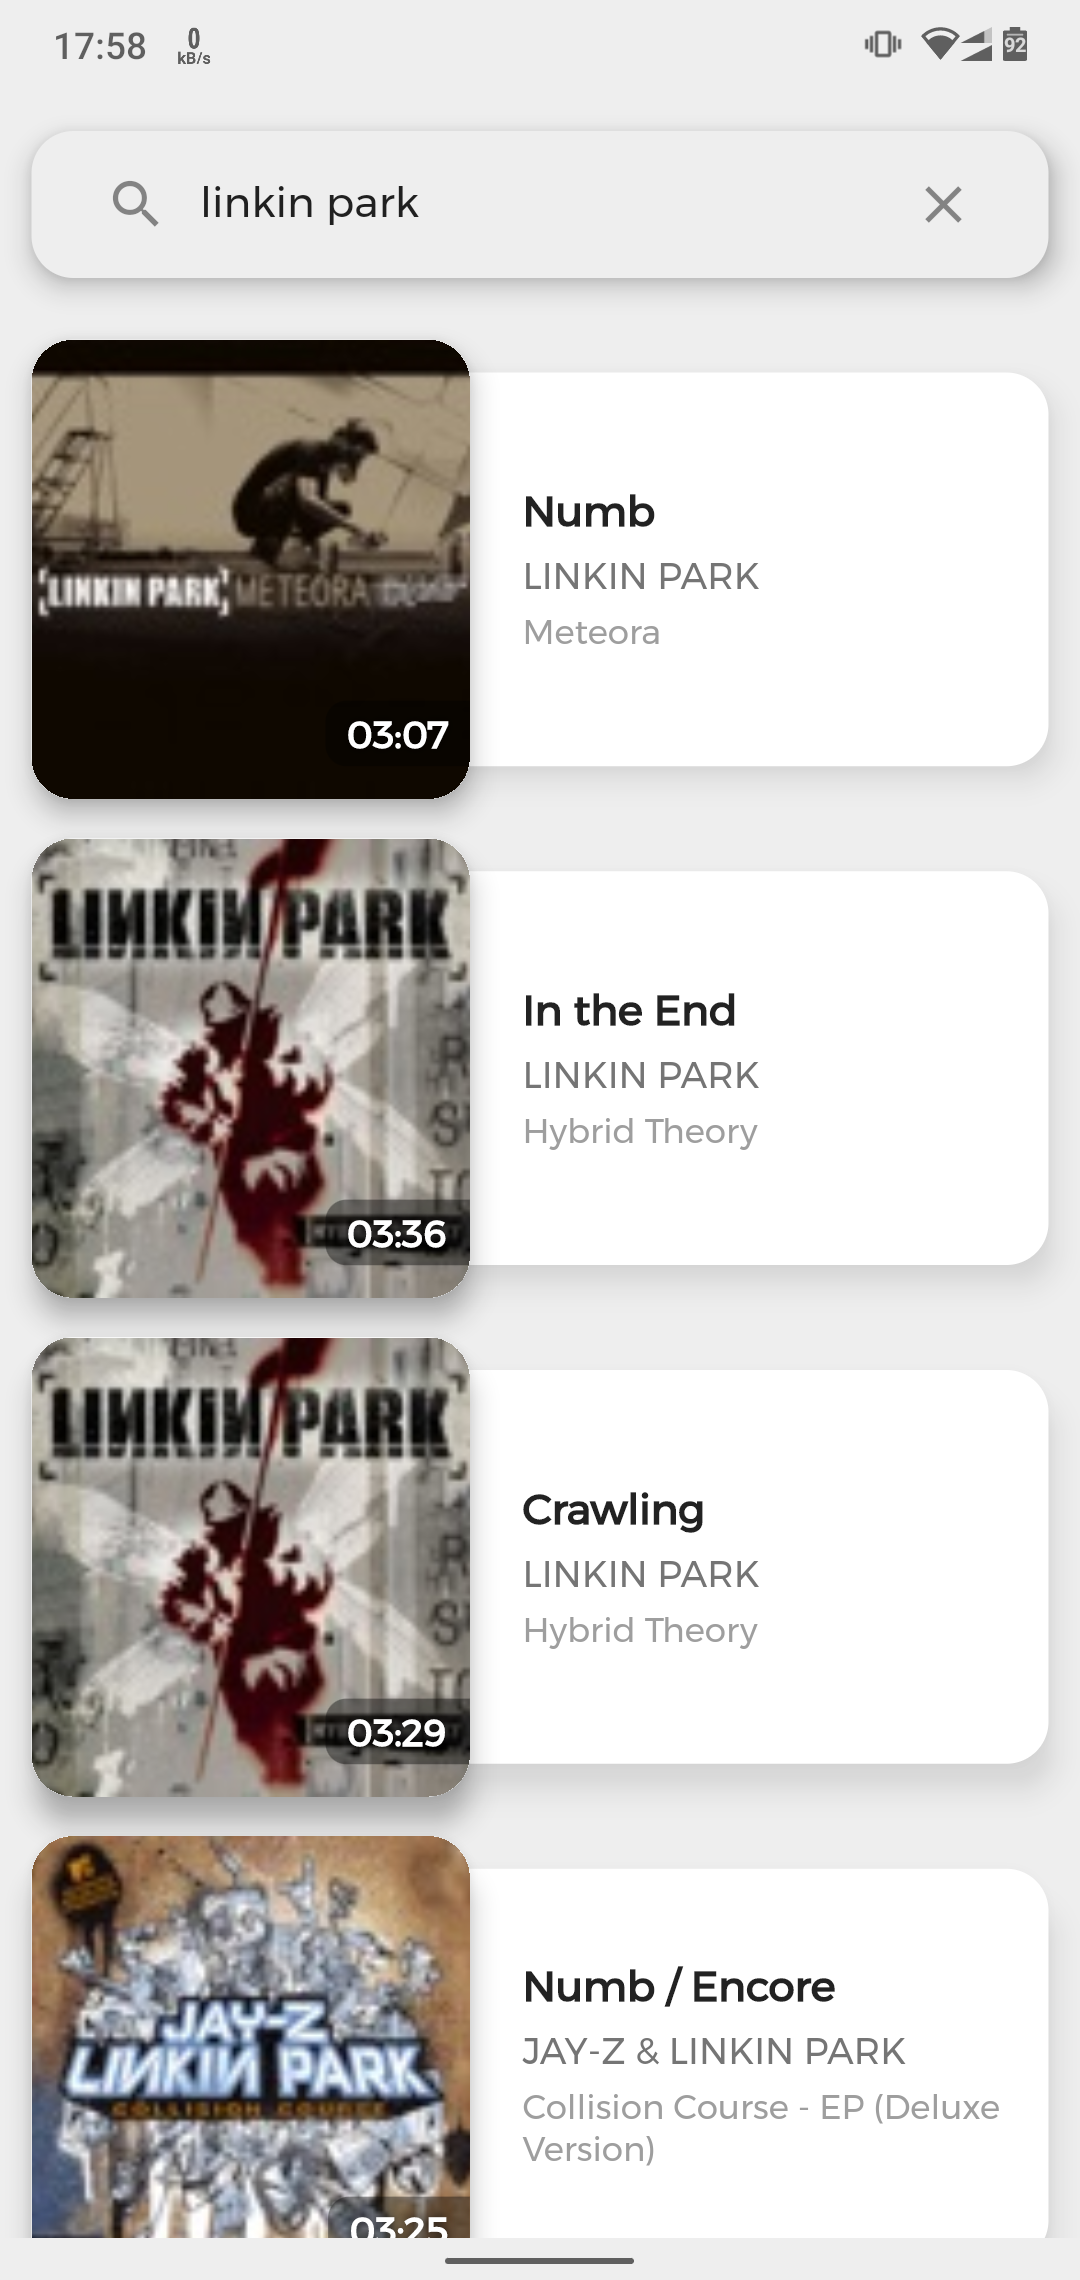 17:58
0
kB/s
92
linkin park
[LINKIN PARK] METEORA
03:07
Numb
LINKIN PARK
Meteora
LINKIN PARK
03:36
In the End
LINKIN PARK
Hybrid Theory
LINKIN PARK
03:29
Crawling
LINKIN PARK
Hybrid Theory
JAY-Z
LINKIN PARK
COLLISION COURSE
03:25
Numb / Encore
JAY-Z & LINKIN PARK
Collision Course - EP (Deluxe
Version)